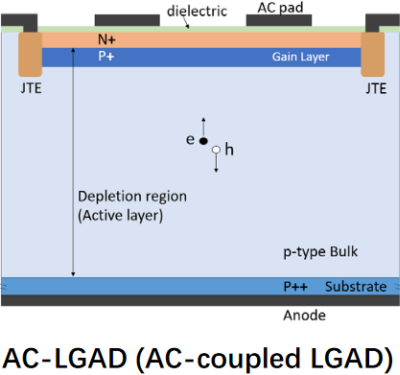 dielectric
AC pad
N+
P+
Gain Layer
JTE
JTE
e
h
Depletion region
(Active layer)
p-type Bulk
P++ Substrate
Anode
AC-LGAD (AC-coupled LGAD)